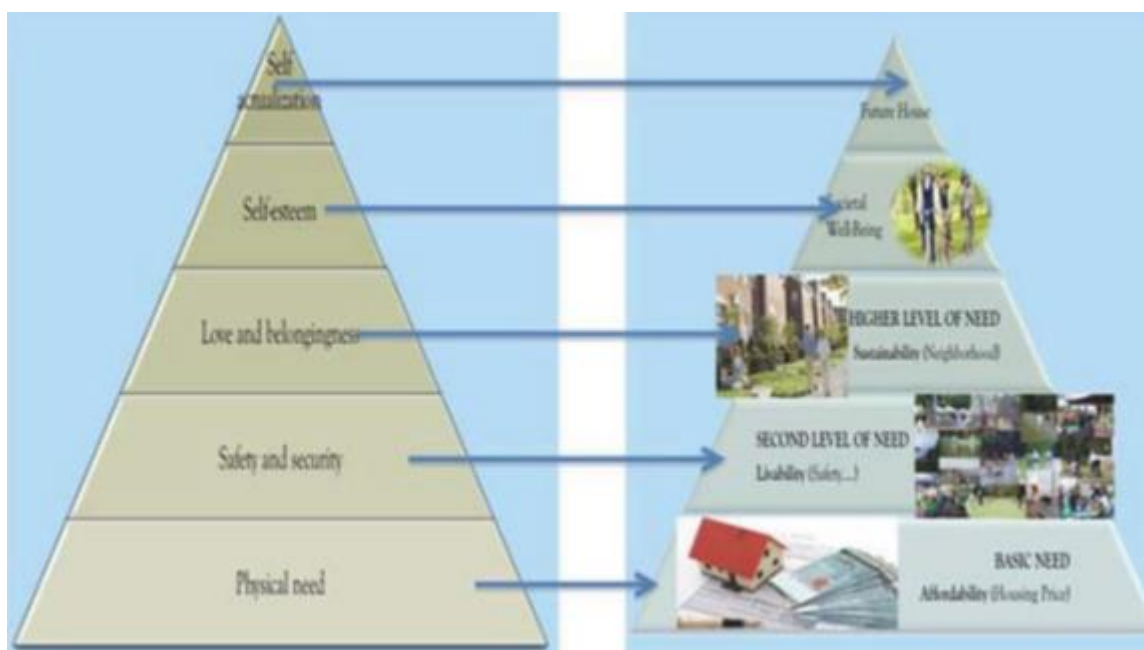 Self
actualization
Self-esteem
Love and belongingness
Safety and security
Physical need
Future House
Societal
Well-Being
HIGHER LEVEL OF NEED
Sustainability (Neighborhood)
SECOND LEVEL OF NEED
Livability (Safety....)
BASIC NEED
Affordability (Housing Price)